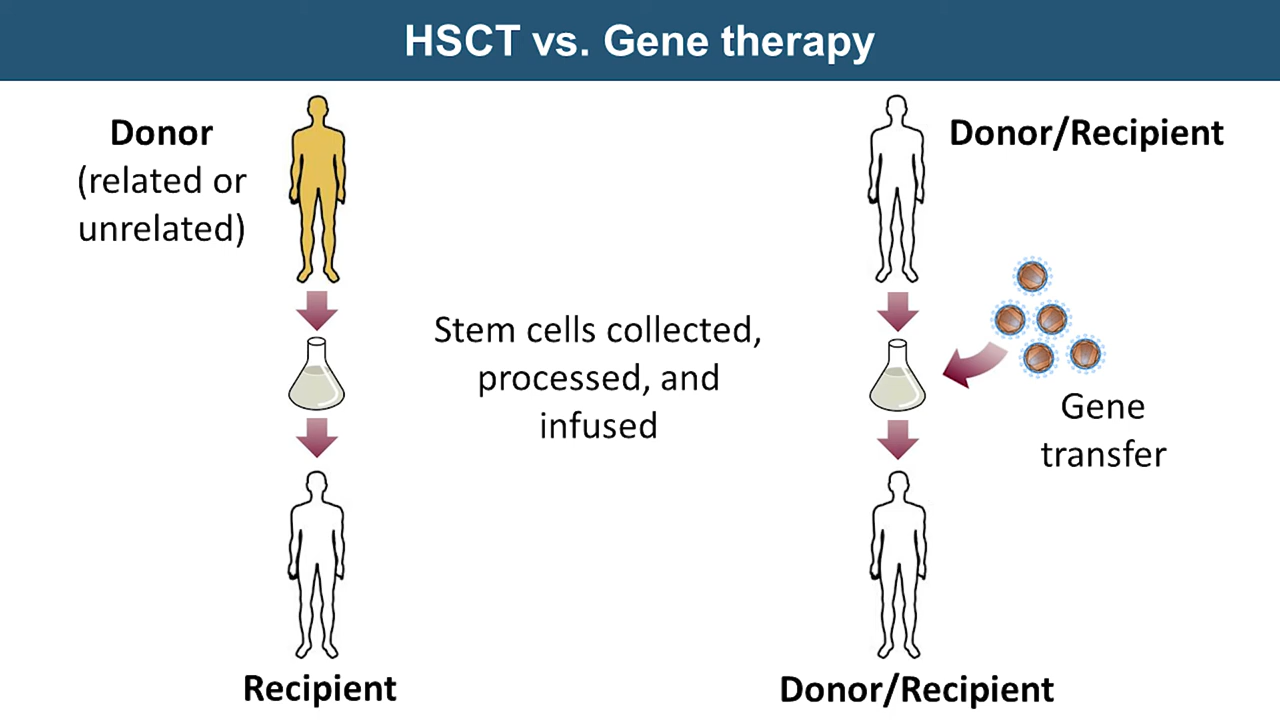 HSCT vs. Gene therapy
Donor
(related or
unrelated)
Donor/Recipient
Stem cells collected,
processed, and
infused
Gene
transfer
Recipient
Donor/Recipient